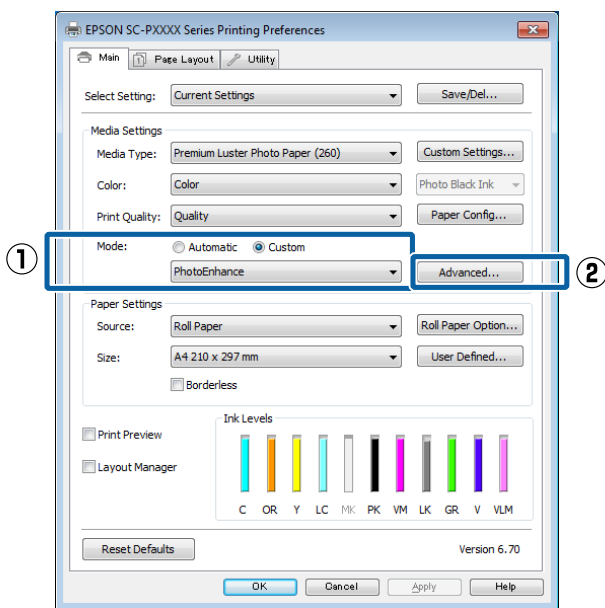 EPSON SC-PXXXX Series Printing Preferences
Main Page Layout Utility
Select Setting: Current Settings Save/Del...
Media Settings
Media Type: Premium Luster Photo Paper (260) Custom Settings...
Color: Color Photo Black Ink
Print Quality: Quality Paper Config...
① Mode: Automatic Custom
PhotoEnhance Advanced... ②
Paper Settings
Source: Roll Paper Roll Paper Option...
Size: A4 210 x 297 mm User Defined...
Borderless
Ink Levels
Print Preview
Layout Manager
C OR Y LC MK PK VM LK GR V VLM
Reset Defaults Version 6.70
OK Cancel Apply Help